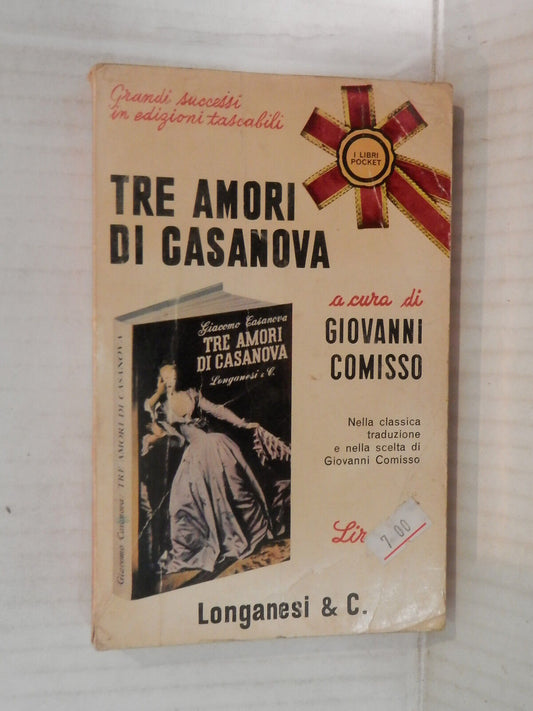 Grandi successi
in edizioni tascabili
I LIBRI
POCKET
TRE AMORI
DI CASANOVA
a cura di
GIOVANNI
COMISSO
Giacomo Casanova
TRE AMORI
DI CASANOVA
Longanesi & C.
Giacomo Casanova: TRE AMORI DI CASANOVA
Nella classica
traduzione
e nella scelta di
Giovanni Comisso
Lir
7.00
Longanesi & C.